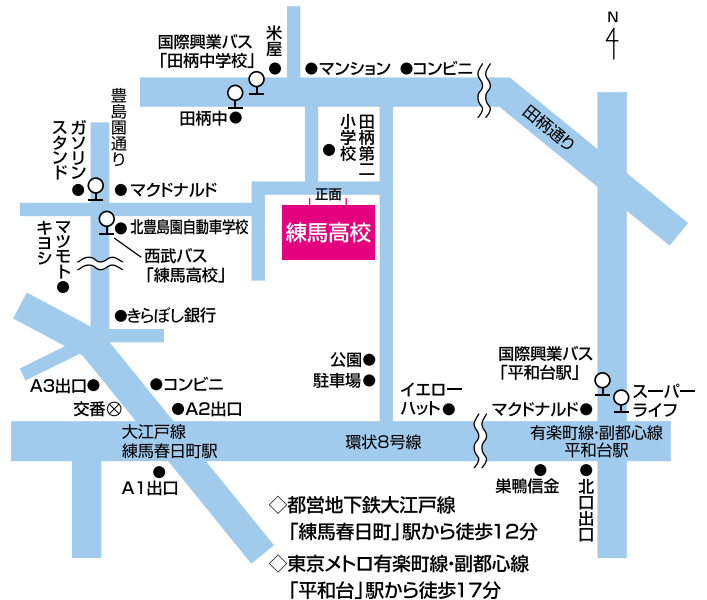 N
米屋
国際興業バス
「田柄中学校」
マンション
コンビニ
豊島園通り
田柄中
田柄通り
ガソリン
スタンド
田柄第二
小学校
マクドナルド
正面
練馬高校
北豊島園自動車学校
マツモト
キヨシ
西武バス
「練馬高校」
きらぼし銀行
公園
駐車場
国際興業バス
「平和台駅」
A3出口
コンビニ
イエロー
ハット
マクドナルド
スーパー
ライフ
交番
A2出口
大江戸線
練馬春日町駅
環状8号線
有楽町線・副都心線
平和台駅
A1出口
巣鴨信金
北口出口
◇都営地下鉄大江戸線
「練馬春日町」駅から徒歩12分
◇東京メトロ有楽町線・副都心線
「平和台」駅から徒歩17分